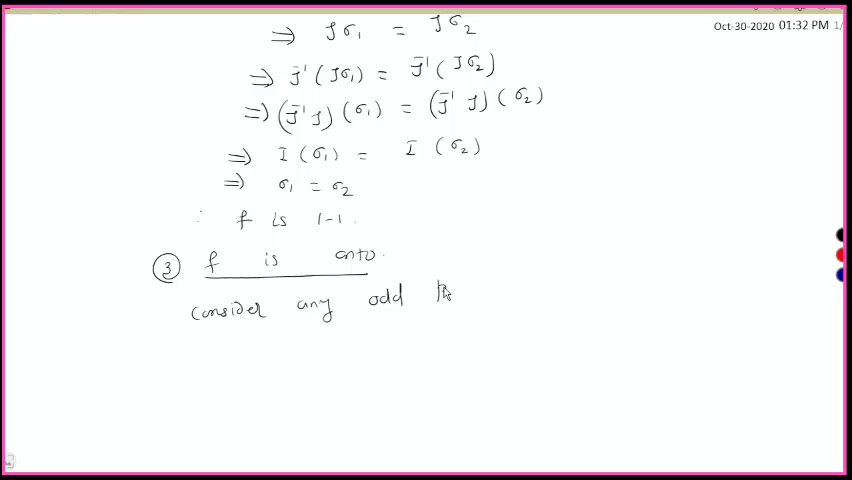 Oct-30-2020 01:32 PM 1/
⇒ Jσ₁ = Jσ₂
⇒ J⁻¹(Jσ₁) = J⁻¹(Jσ₂)
⇒ (J⁻¹J)(σ₁) = (J⁻¹J)(σ₂)
⇒ I(σ₁) = I(σ₂)
⇒ σ₁ = σ₂
∴ f is 1-1.
③ f is onto.
consider any odd